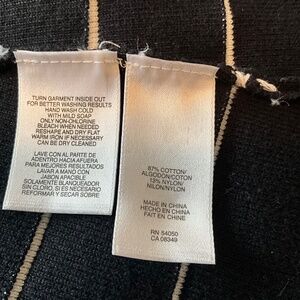 TURN GARMENT INSIDE OUT
FOR BETTER WASHING RESULTS
HAND WASH COLD
WITH MILD SOAP
ONLY NON-CHLORINE
BLEACH WHEN NEEDED
RESHAPE AND DRY FLAT
WARM IRON IF NECESSARY
CAN BE DRY CLEANED
LAVE CON AL PARTE DE
ADENTRO HACIA AFUERA
PARA MEJORES RESULTADOS
LAVAR A MANO CON
JABON APACIBLE
SOLAMENTE BLANQUEADOR
SIN CLORO, SI ES NECESARIO
REFORMAR Y SECAR SOBRE
87% COTTON/
ALGODON/COTON
13% NYLON/
NILON/NYLON
MADE IN CHINA
HECHO EN CHINA
FAIT EN CHINE
RN 54050
CA 08349